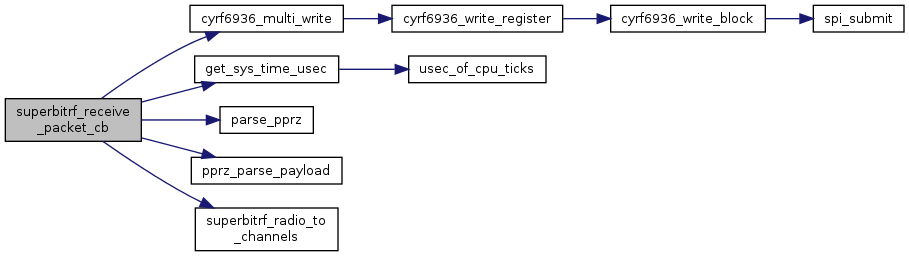 cyrf6936_multi_write
cyrf6936_write_register
cyrf6936_write_block
spi_submit
get_sys_time_usec
usec_of_cpu_ticks
superbitrf_receive
_packet_cb
parse_pprz
pprz_parse_payload
superbitrf_radio_to
_channels